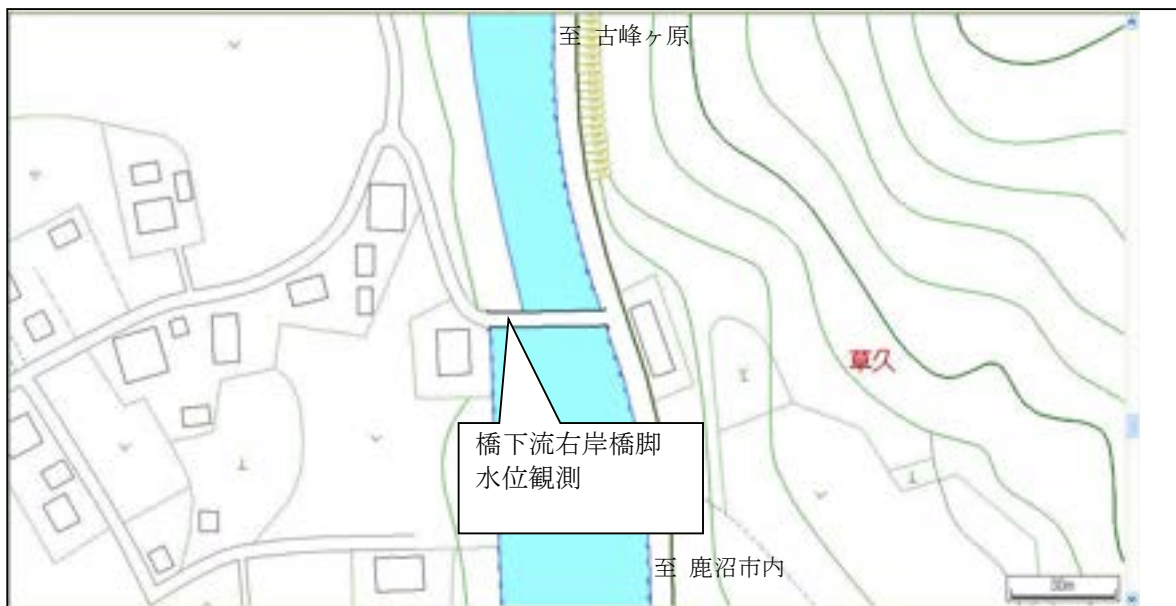 至 古峰ヶ原
草久
橋下流右岸橋脚
水位観測
至 鹿沼市内
50m